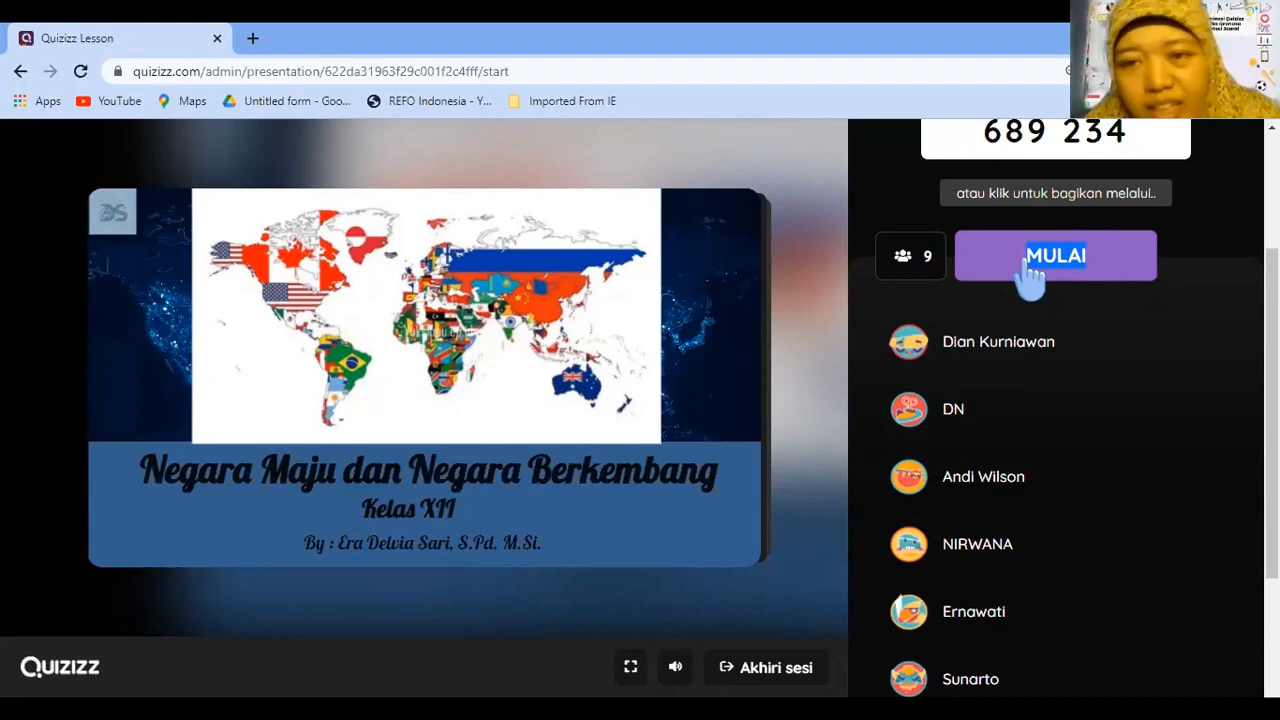 Quizizz Lesson
quizizz.com/admin/presentation/622da31963f29c001f2c4fff/start
Apps
YouTube
Maps
Untitled form - Goo...
REFO Indonesia - Y...
Imported From IE
689 234
atau klik untuk bagikan melalui..
9
MULAI
DS
Negara Maju dan Negara Berkembang
Kelas XII
By : Era Delvia Sari, S.Pd. M.Si.
DIan Kurniawan
DN
Andi Wilson
NIRWANA
Ernawati
Sunarto
QUIZIZZ
Akhiri sesi